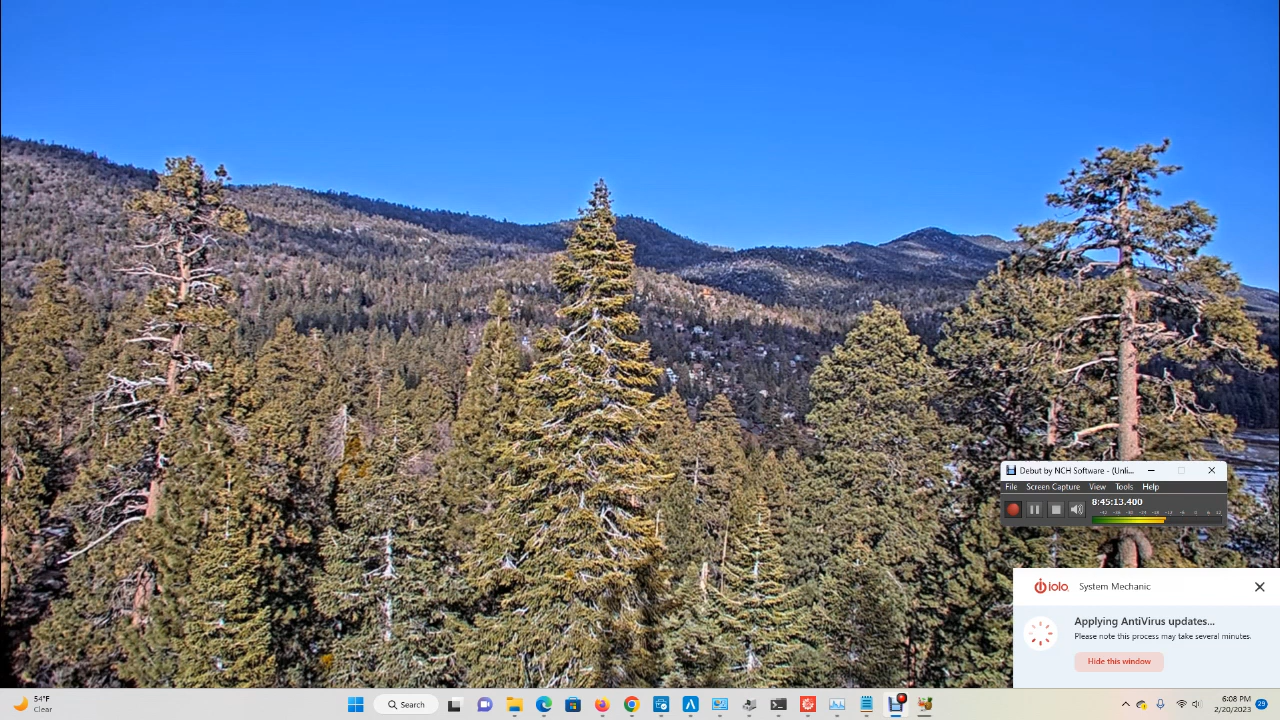 Debut by NCH Software - (Unli...
File Screen Capture View Tools Help
8:45:13.400
iolo System Mechanic
Applying AntiVirus updates...
Please note this process may take several minutes.
Hide this window
54°F
Clear
Search
6:08 PM
2/20/2023
29